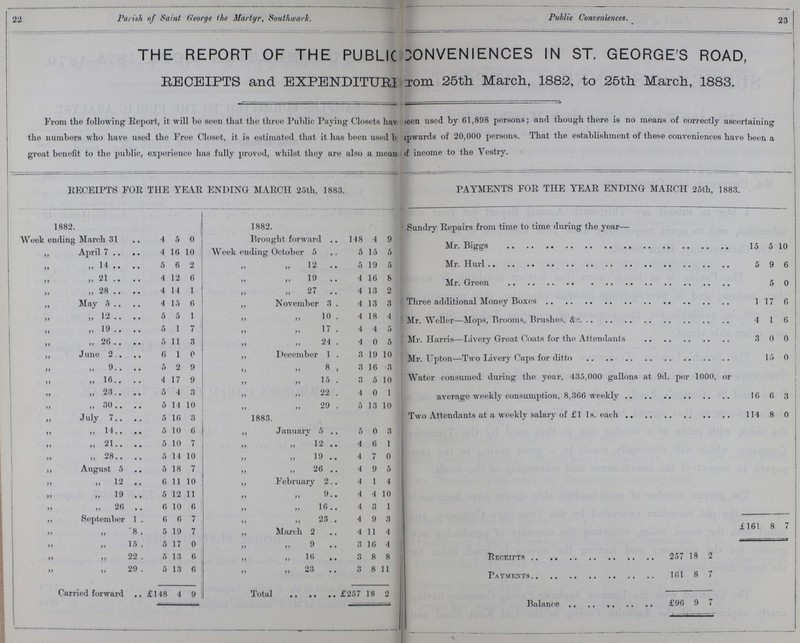 22
Parish of Saint George the Martyr, Southwark.
Public Conveniences.
23
THE REPORT OF THE PUBLIC CONVENIENCES IN ST. GEORGE'S ROAD,
RECEIPTS and EXPENDITURE from 25th March, 1882, to 25th March, 1883.
From the following Report, it will be seen that the three Public Paying Closets have been used by 61,898 persons; and though there is no means of correctly ascertaining
the numbers who have used the Free Closet, it is estimated that it has been used by upwards of 20,000 persons. That the establishment of these conveniences have been a
great benefit to the public, experience has fully proved, whilst they are also a means of income to the Vestry.
RECEIPTS FOR THE YEAR ENDING MARCH 25th, 1883.
1882.
Week ending March 31 .. 4 5 0
„ April 7 .. .. 4 16 10
„ „ 14 .. .. 5 6 2
„ „ 21 .. .. 4 12 6
„ „ 28 .. .. 4 14 1
„ May 5 .. .. 4 15 6
„ „ 12 .. .. 5 5 1
„ „ 19 .. .. 5 1 7
„ „ 26 .. .. 5 11 3
„ June 2 .. .. 6 1 0
„ „ 9 .. .. 5 2 9
„ „ 16 .. .. 4 17 9
„ „ 23 .. .. 5 4 3
„ „ 30 .. .. 5 14 10
„ July 7 .. .. 5 16 3
„ „ 14 .. .. 5 10 6
„ „ 21 .. .. 5 10 7
„ „ 28 .. .. 5 14 10
„ August 5 .. 5 18 7
„ „ 12 .. 6 11 10
„ „ 19 .. 5 12 11
„ „ 26 .. 6 10 6
„ September 1 . 6 6 7
„ „ 8 . 5 19 7
„ „ 15 . 5 17 0
„ „ 22 . 5 13 6
„ „ 29 . 5 13 6
Carried forward .. £148 4 9
1882.
Brought forward .. 148 4 9
Week ending October 5 .. 5 15 5
„ „ 12 .. 5 19 5
„ „ 19 .. 4 16 8
„ „ 27 .. 4 13 2
„ November 3 . 4 13 3
„ „ 10 . 4 18 4
„ „ 17 . 4 4 5
„ „ 24 . 4 0 5
„ December 1 . 3 19 10
„ „ 8 , 3 16 3
„ „ 15 . 3 5 10
„ „ 22 . 4 0 1
„ „ 29 . 5 13 10
1883.
„ January 5 .. 5 0 3
„ „ 12 .. 4 6 1
„ „ 19 .. 4 7 0
„ „ 26 .. 4 9 5
„ February 2 .. 4 1 4
„ „ 9 .. 4 4 10
„ „ 16 .. 4 3 1
„ „ 23 .. 4 9 3
„ March 2 .. 4 11 4
„ „ 9 .. 3 16 4
„ „ 16 .. 3 8 8
„ „ 23 .. 3 8 11
Total .. .. .. £257 18 2
PAYMENTS FOR THE YEAR ENDING MARCH 25th, 1883.
Sundry Repairs from time to time during the year—
Mr. Biggs .. .. .. 15 5 10
Mr. Hurl .. .. .. 5 9 6
Mr. Green .. .. .. 5 0
Three additional Money Boxes .. .. .. 1 17 6
Mr. Weller—Mops, Brooms, Brushes, &c. .. .. .. 4 1 6
Mr. Harris—Livery Great Coats for the Attendants .. .. .. 3 0 0
Mr. Upton—Two Livery Caps for ditto .. .. .. 15 0
Water consumed during the year, 435,000 gallons at 9d. per 1000, or
average weekly consumption, 8,366 weekly .. .. .. 16 6 3
Two Attendants at a weekly salary of £1 1s. each .. .. .. 114 8 0
£161 8 7
RECEIPTS .. .. .. 257 18 2
PAYMENTS .. .. .. 161 8 7
Balance .. .. .. £96 9 7